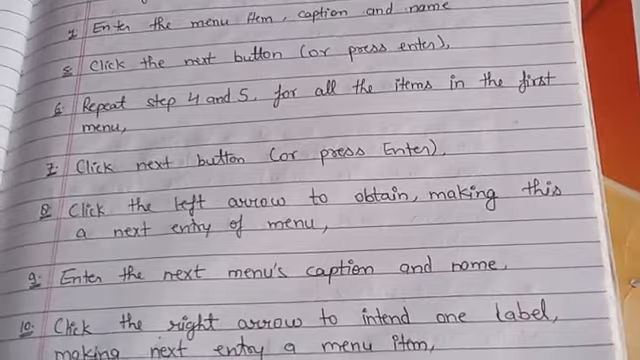 Enter the menu item, caption and name
5. Click the next button (or press enter),
6. Repeat step 4 and 5, for all the items in the first
menu,
7. Click next button (or press Enter),
8. Click the left arrow to obtain, making this
a next entry of menu,
9. Enter the next menu's caption and name,
10. Click the right arrow to intend one label,
making next entry a menu item,